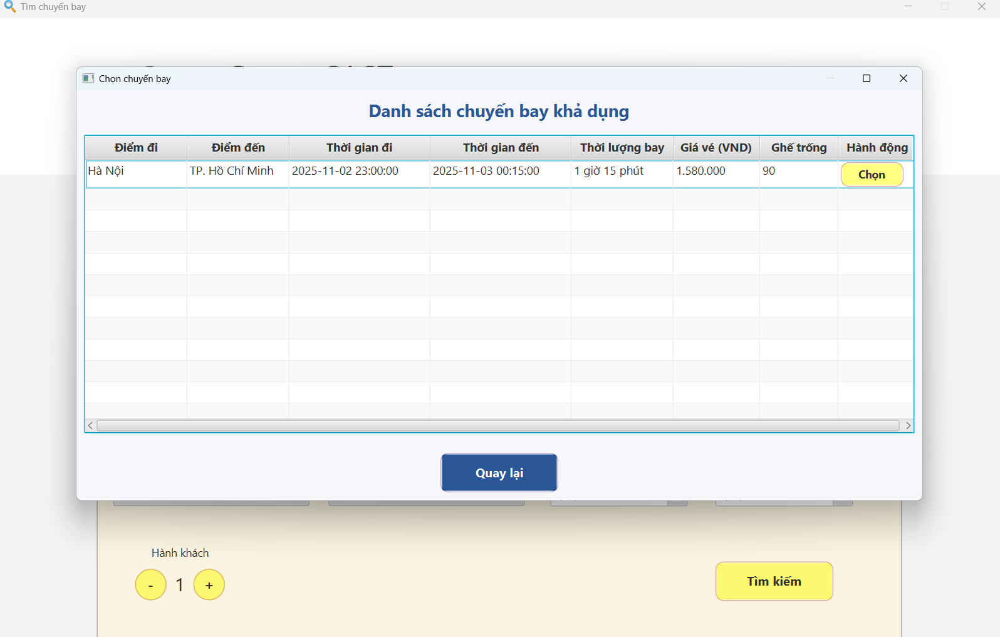 Tìm chuyến bay
Chọn chuyến bay
Danh sách chuyến bay khả dụng
Điểm đi Điểm đến Thời gian đi Thời gian đến Thời lượng bay Giá vé (VND) Ghế trống Hành động
Hà Nội TP. Hồ Chí Minh 2025-11-02 23:00:00 2025-11-03 00:15:00 1 giờ 15 phút 1.580.000 90 Chọn
Quay lại
Hành khách
- 1 +
Tìm kiếm